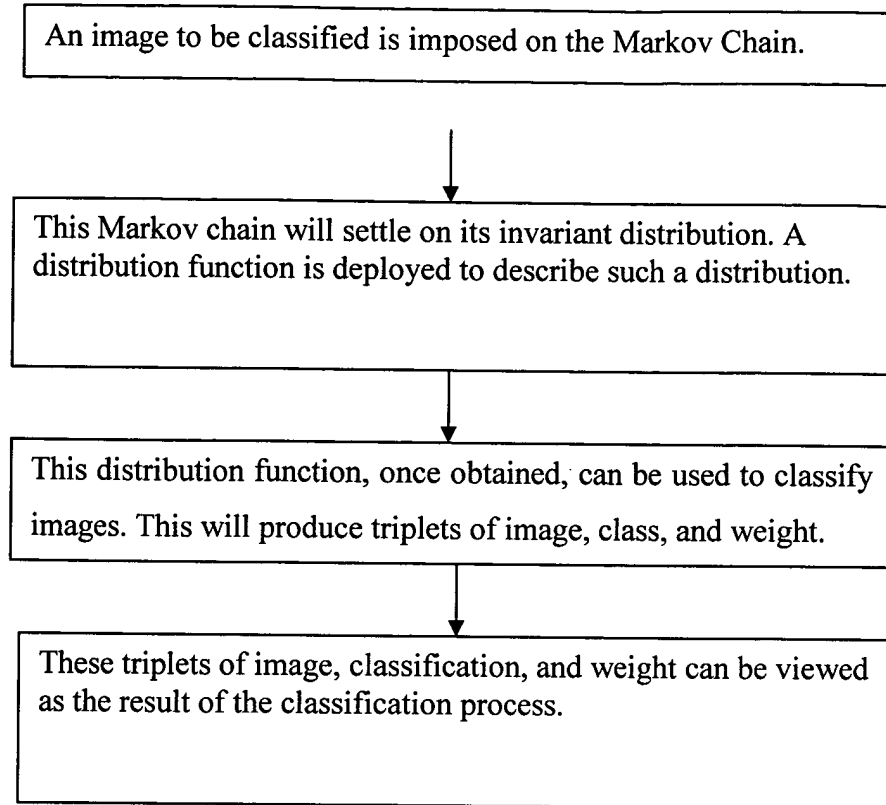 An image to be classified is imposed on the Markov Chain.
This Markov chain will settle on its invariant distribution. A
distribution function is deployed to describe such a distribution.
This distribution function, once obtained, can be used to classify
images. This will produce triplets of image, class, and weight.
These triplets of image, classification, and weight can be viewed
as the result of the classification process.